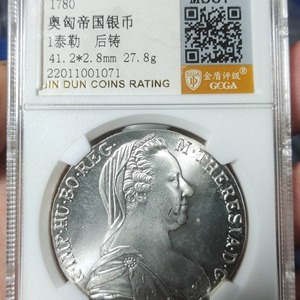 1780
奥匈帝国银币
1泰勒 后铸
41.2*2.8mm 27.8g
22011001071
JIN DUN COINS RATING
金盾评级®
GCGA
M·THERESIA·D·G·
IMP·HU·BO·REG·